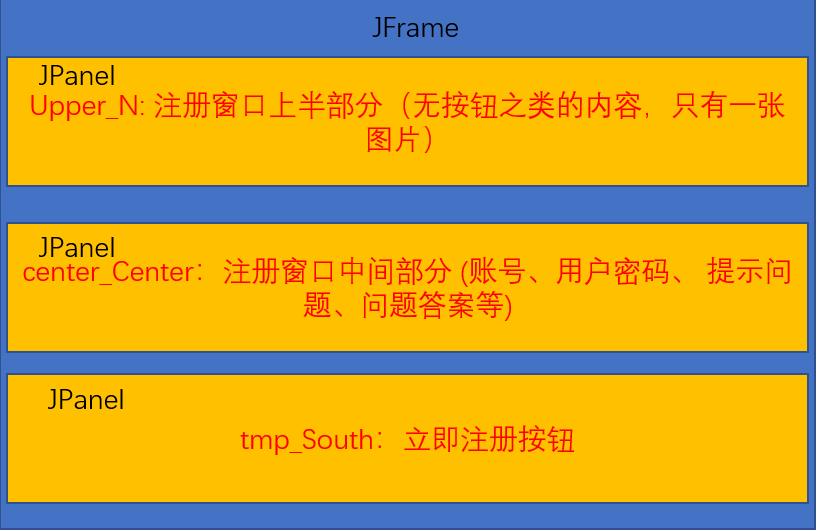 JFrame
JPanel
Upper_N: 注册窗口上半部分（无按钮之类的内容，只有一张
图片）
JPanel
center_Center： 注册窗口中间部分 (账号、用户密码、 提示问
题、问题答案等)
JPanel
tmp_South： 立即注册按钮